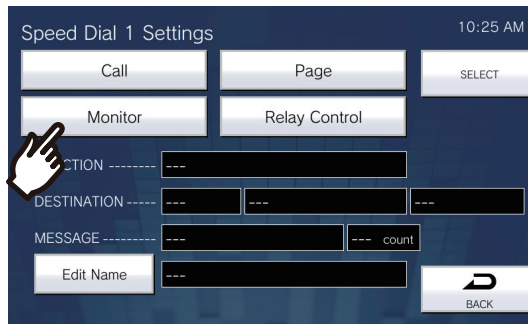 Speed Dial 1 Settings 10:25 AM
Call Page SELECT
Monitor Relay Control
CTION -------- ---
DESTINATION ----- --- --- ---
MESSAGE --------- --- --- count
Edit Name ---
BACK